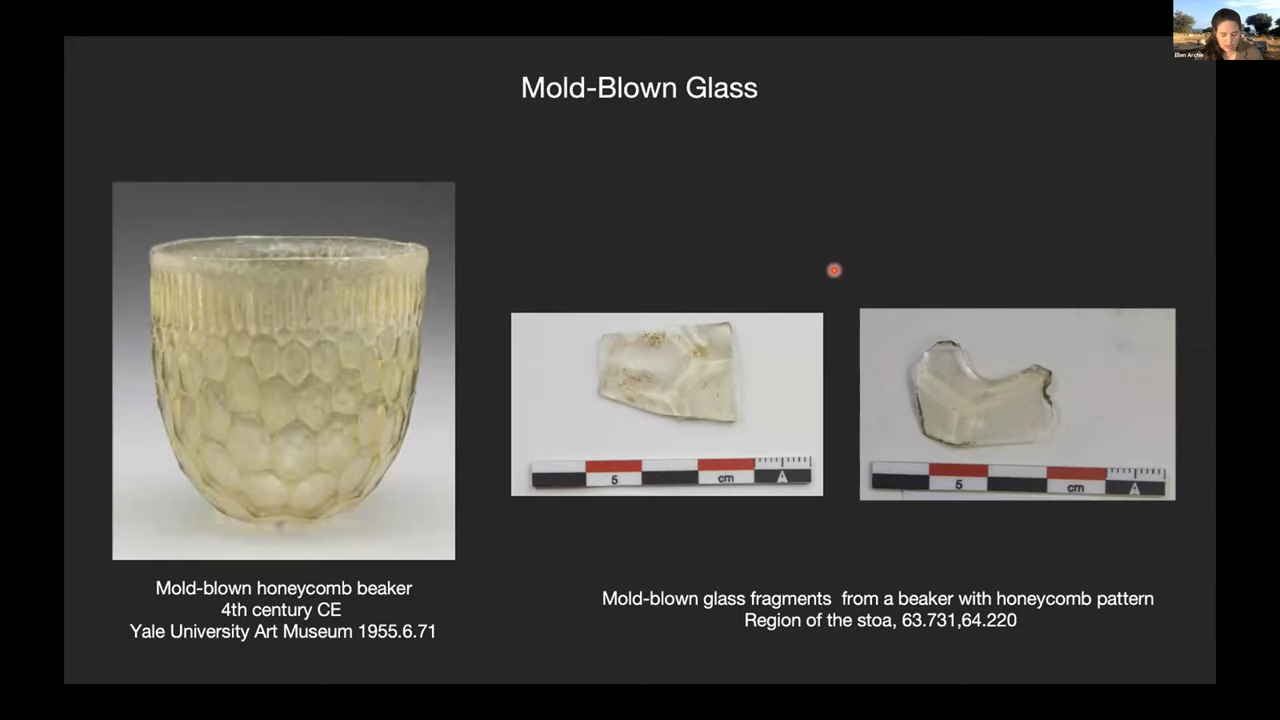 Ellen Archie
Mold-Blown Glass
5
cm
A
5
cm
A
Mold-blown honeycomb beaker
4th century CE
Yale University Art Museum 1955.6.71
Mold-blown glass fragments from a beaker with honeycomb pattern
Region of the stoa, 63.731,64.220